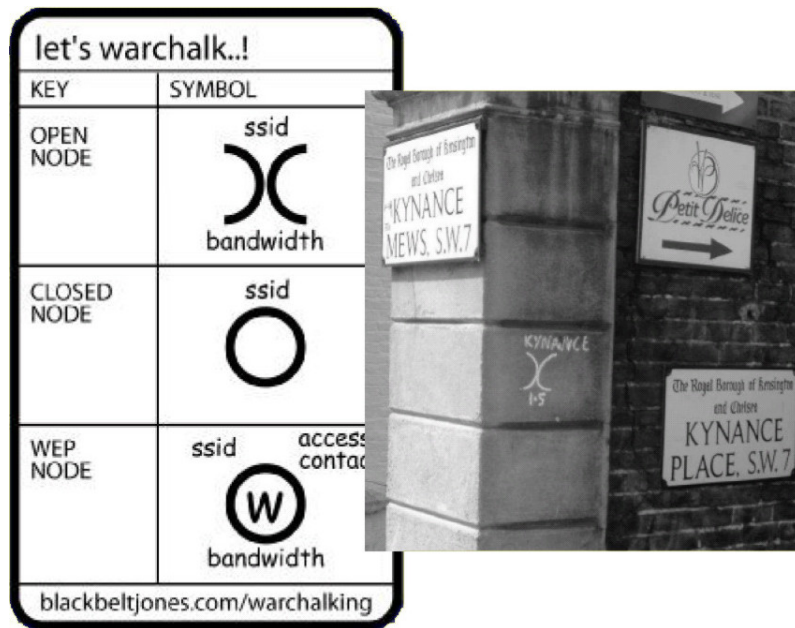 let's warchalk..!
KEY SYMBOL
OPEN
NODE
ssid
bandwidth
CLOSED
NODE
ssid
WEP
NODE
ssid
access
W
bandwidth
blackbeltjones.com/warchalking
The Royal Borough of Kensington
and Chelsea
KYNANCE
MEWS, S.W.7
Petit Delice
KYNANCE
1.5
The Royal Borough of Kensington
and Chelsea
KYNANCE
PLACE, S.W.7